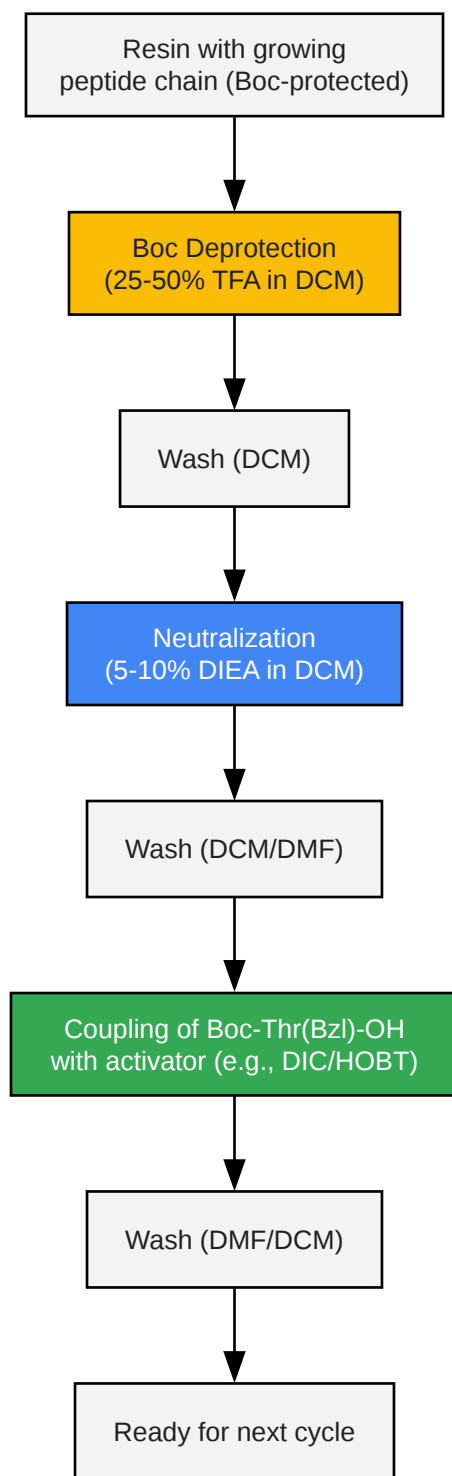 Resin with growing
peptide chain (Boc-protected)
Boc Deprotection
(25-50% TFA in DCM)
Wash (DCM)
Neutralization
(5-10% DIEA in DCM)
Wash (DCM/DMF)
Coupling of Boc-Thr(Bzl)-OH
with activator (e.g., DIC/HOBT)
Wash (DMF/DCM)
Ready for next cycle